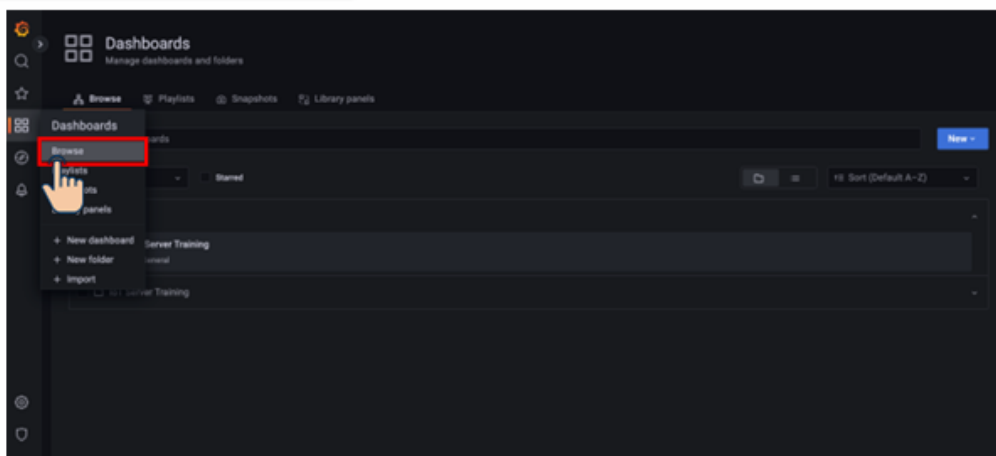 Dashboards
Manage dashboards and folders
Browse Playlists Snapshots Library panels
Dashboards
Browse
New
Starred
Sort (Default A–Z)
panels
+ New dashboard
Server Training
+ New folder
General
+ Import
Server Training